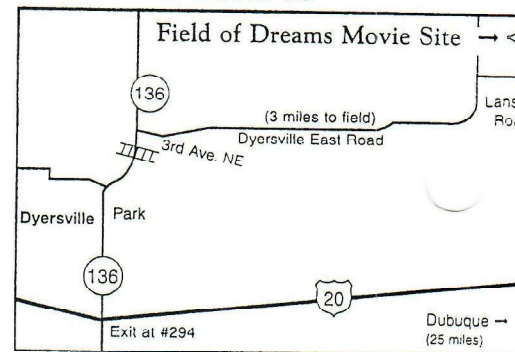 Field of Dreams Movie Site →
136
(3 miles to field)
Dyersville East Road
3rd Ave. NE
Dyersville
Park
136
20
Exit at #294
Dubuque →
(25 miles)